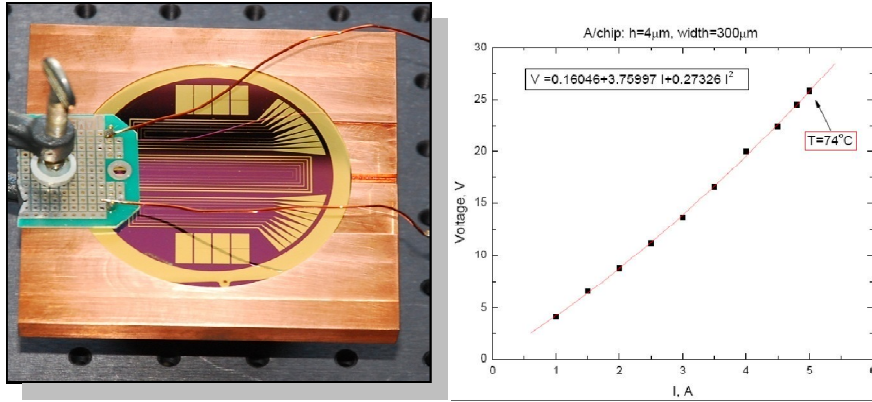 A/chip: h=4μm, width=300μm
30
V =0.16046+3.75997 I+0.27326 I²
25
T=74°C
20
Voltage, V
15
10
5
0
0 1 2 3 4 5 6
I, A